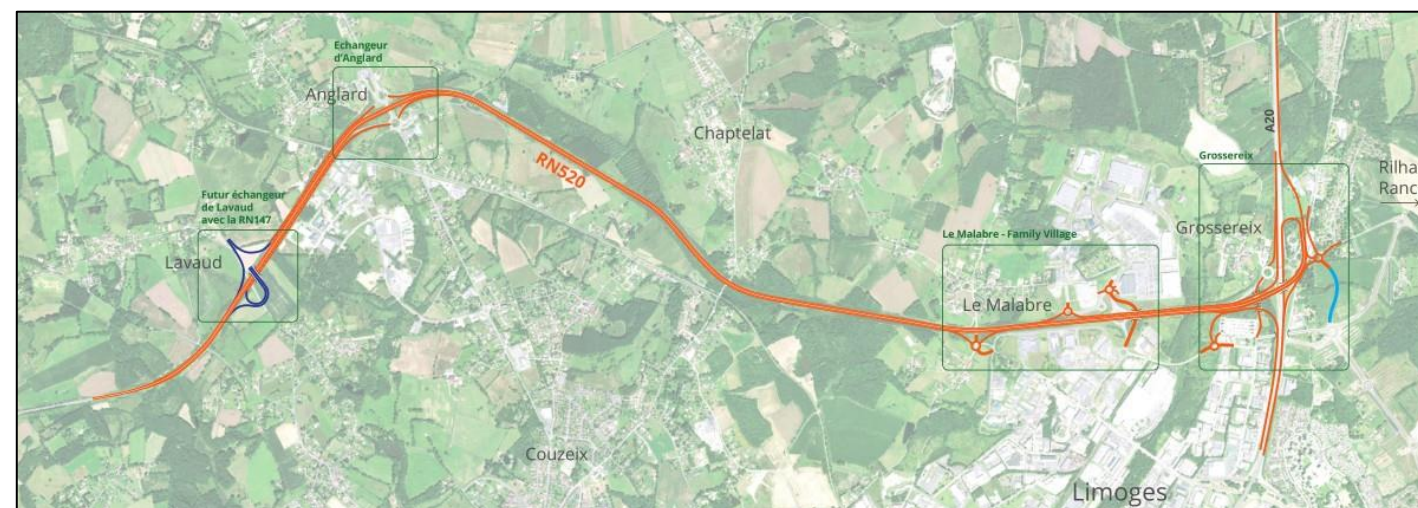 Echangeur
d'Anglard
Anglard
Chaptelat
A20
RN520
Grossereix
Rilha
Ranc
Futur échangeur
de Lavaud
avec la RN147
Grossereix
Le Malabre - Family Village
Lavaud
Le Malabre
Couzeix
Limoges